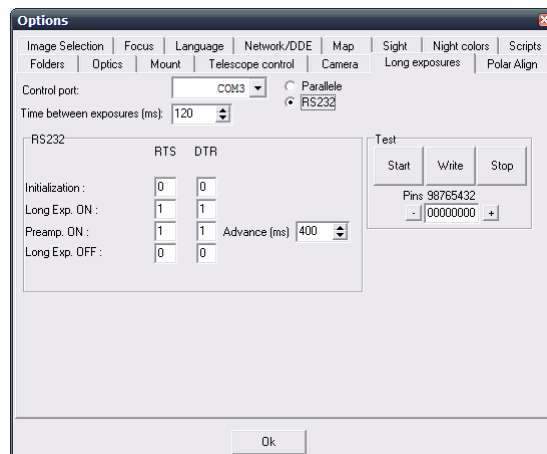 Options
Image Selection Focus Language Network/DDE Map Sight Night colors Scripts
Folders Optics Mount Telescope control Camera Long exposures Polar Align
Control port: COM3 Parallele
RS232
Time between exposures (ms): 120
RS232
RTS DTR
Initialization : 0 0
Long Exp. ON : 1 1
Preamp. ON : 1 1 Advance (ms) 400
Long Exp. OFF : 0 0
Test
Start Write Stop
Pins 98765432
- 00000000 +
Ok